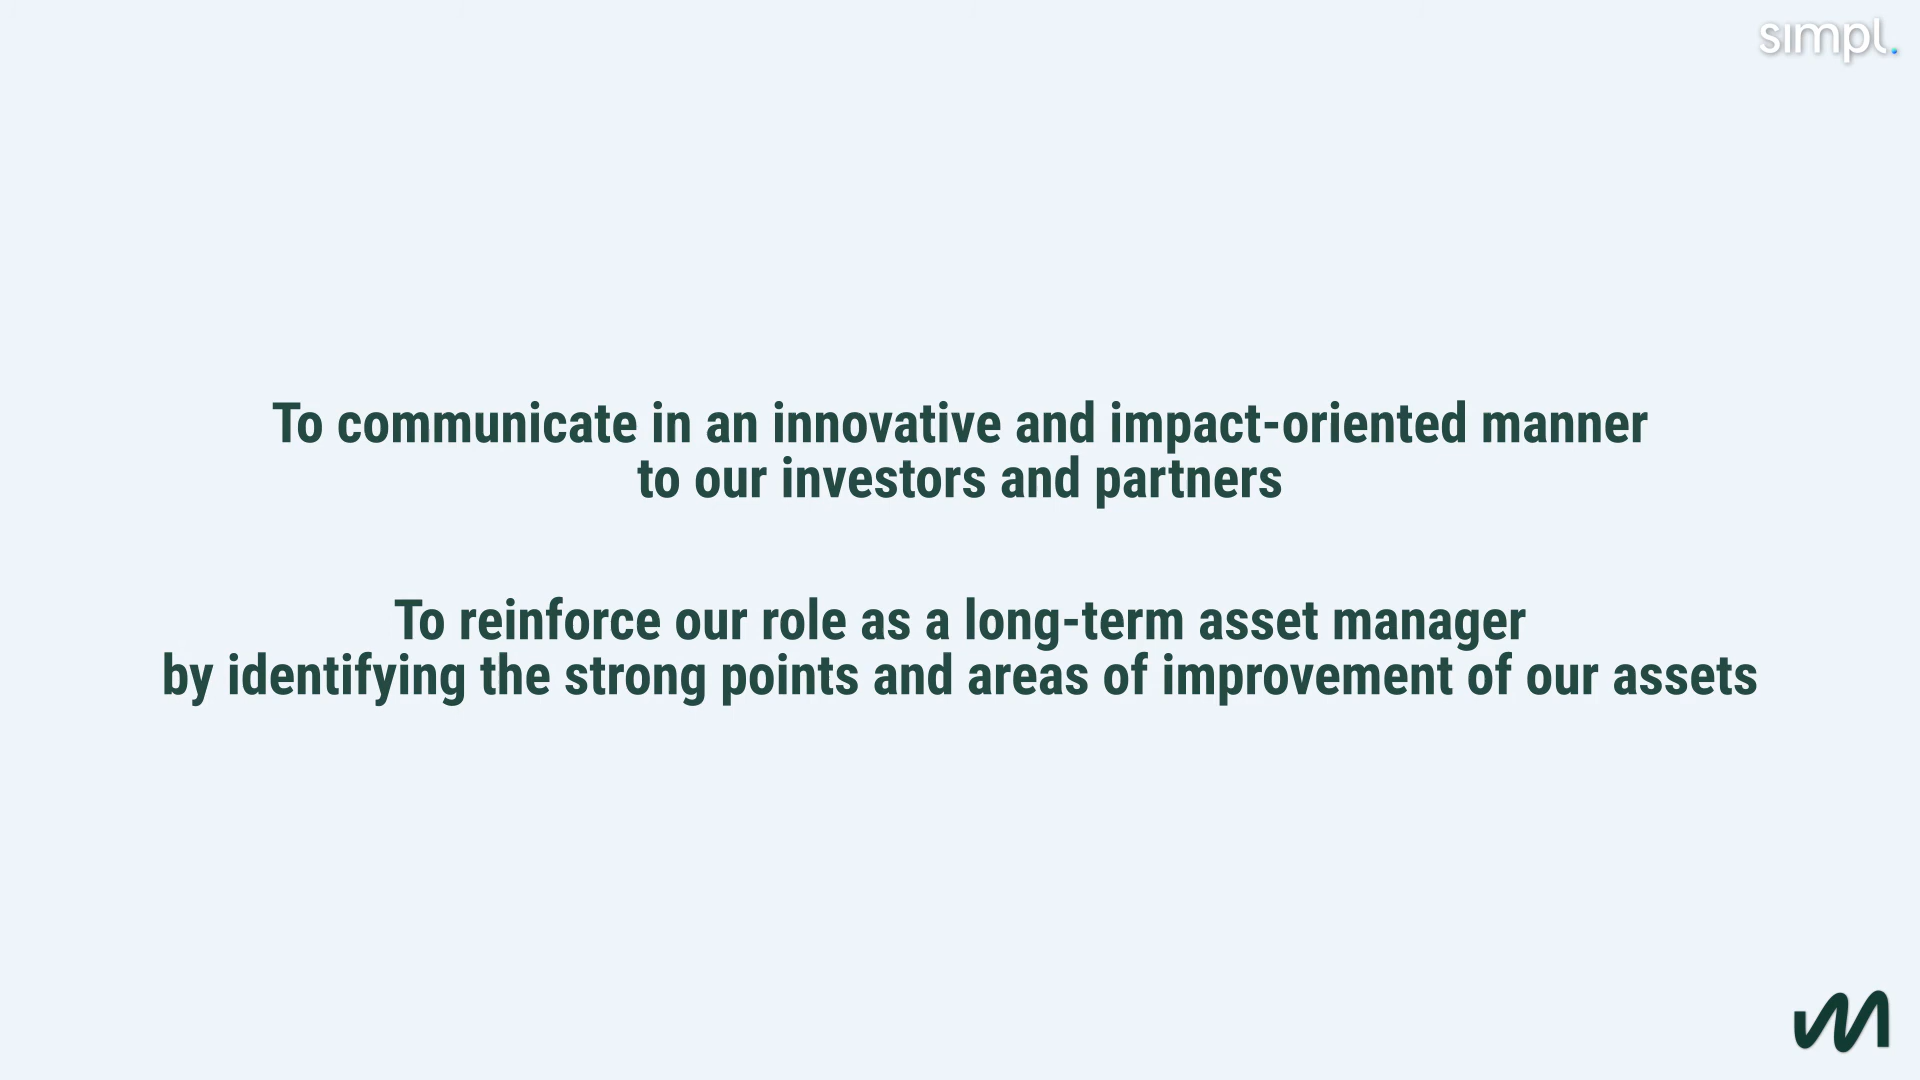 simpl.
To communicate in an innovative and impact-oriented manner
to our investors and partners
To reinforce our role as a long-term asset manager
by identifying the strong points and areas of improvement of our assets